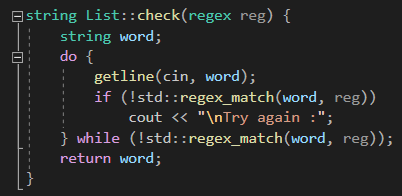 string List::check(regex reg) {
    string word;
    do {
        getline(cin, word);
        if (!std::regex_match(word, reg))
            cout << "\nTry again :";
    } while (!std::regex_match(word, reg));
    return word;
}